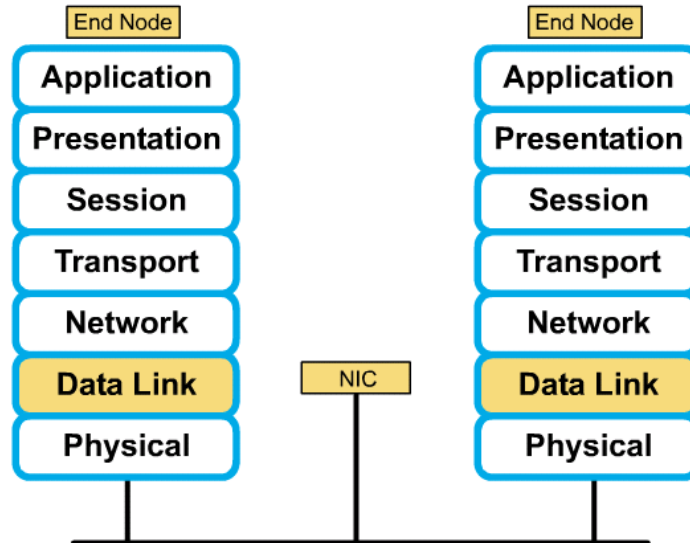 End Node
Application
Presentation
Session
Transport
Network
Data Link
Physical
NIC
End Node
Application
Presentation
Session
Transport
Network
Data Link
Physical